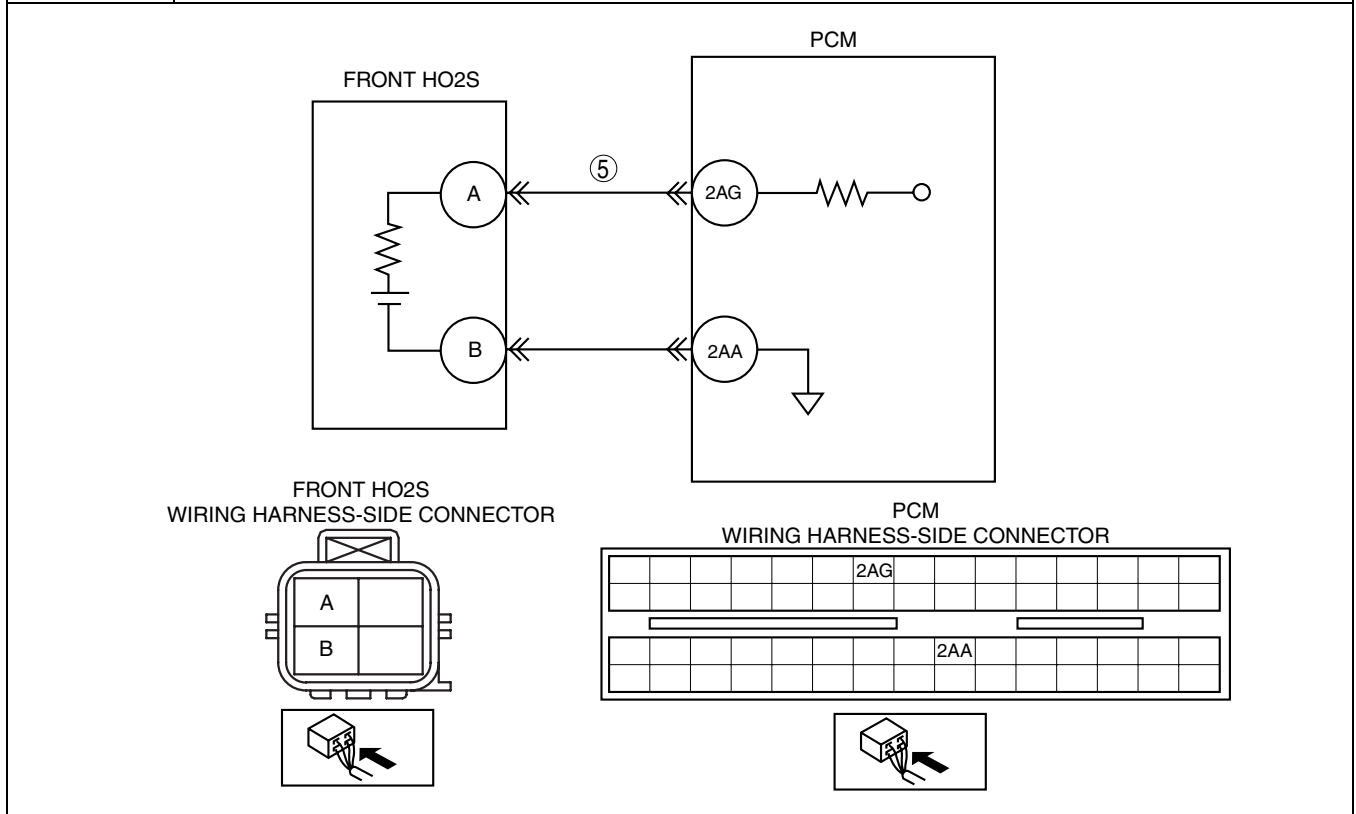 PCM
FRONT HO2S
A
⑤
2AG
B
2AA
FRONT HO2S
WIRING HARNESS-SIDE CONNECTOR
PCM
WIRING HARNESS-SIDE CONNECTOR
A
B
2AG
2AA